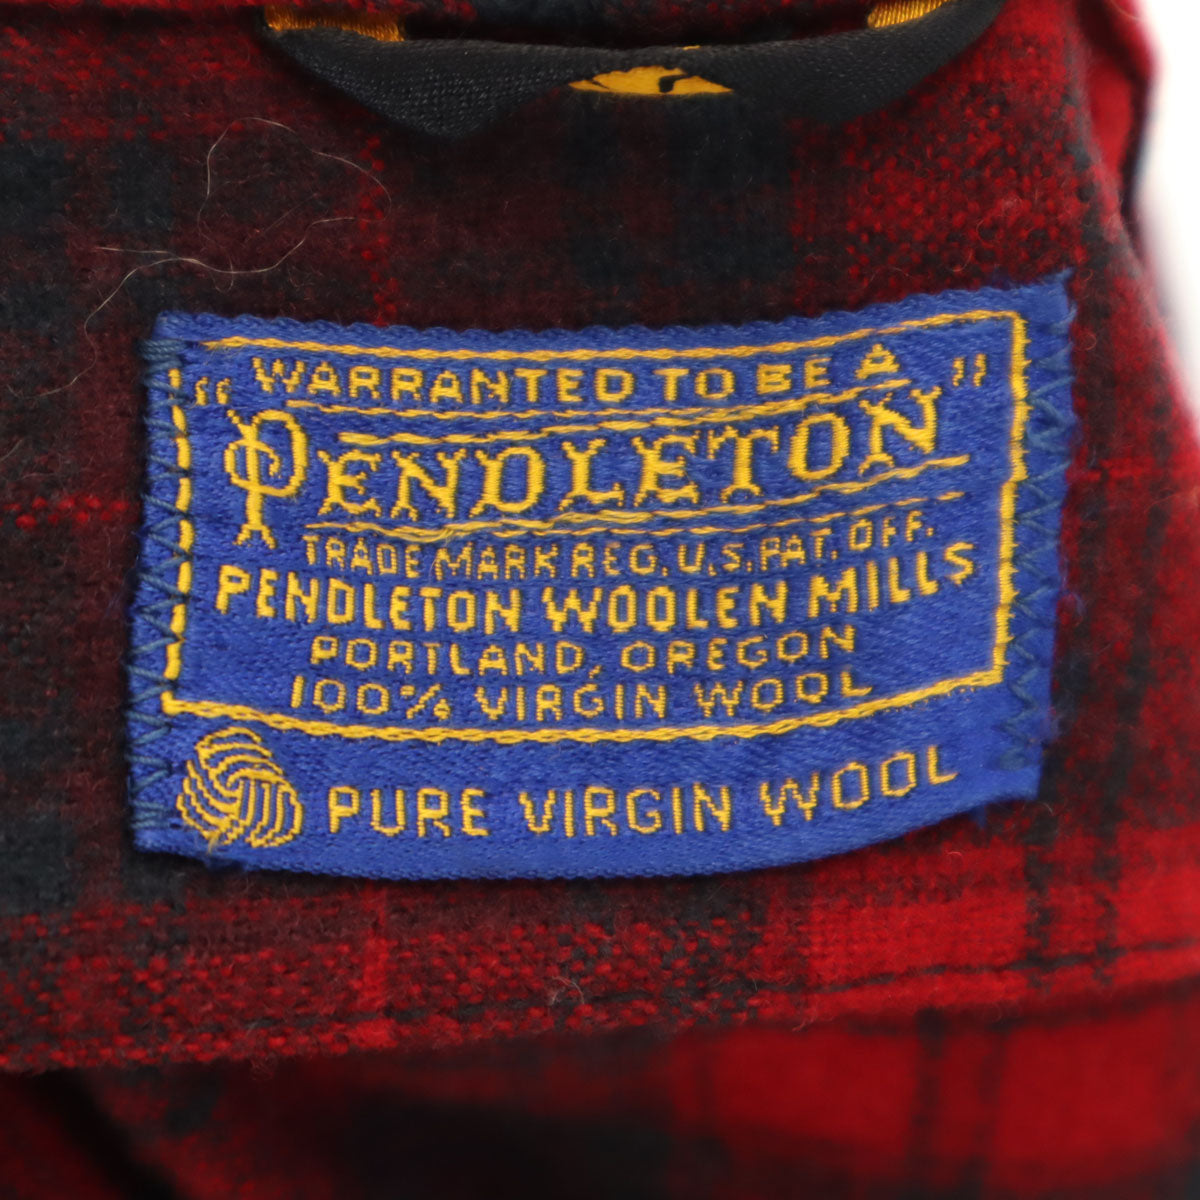 WARRANTED TO BE A
"PENDLETON"
TRADE MARK REG. U.S. PAT. OFF.
PENDLETON WOOLEN MILLS
PORTLAND, OREGON
100% VIRGIN WOOL
PURE VIRGIN WOOL